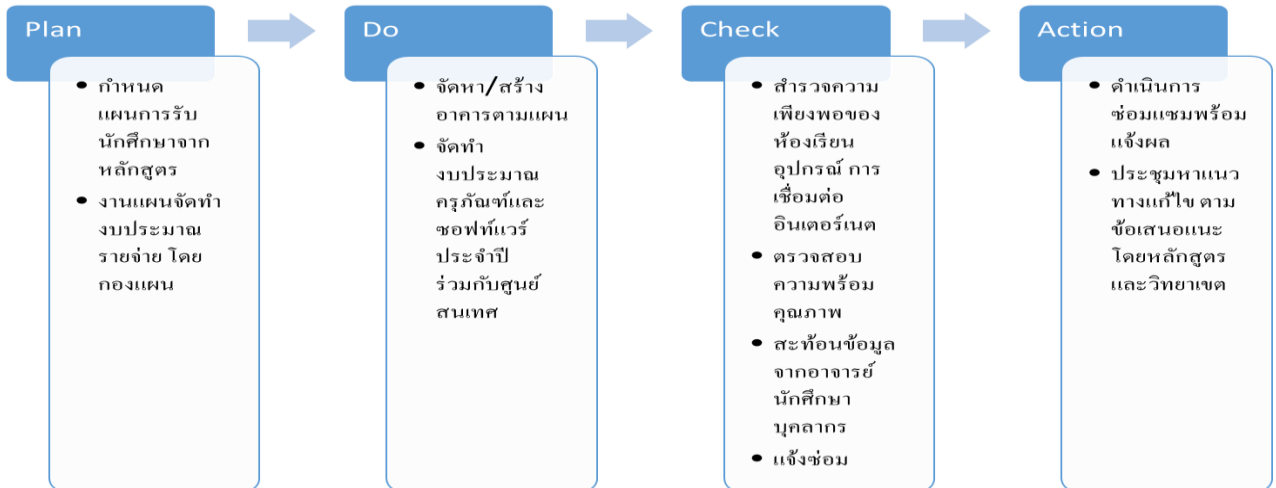 Plan
• กำหนด
แผนการรับ
นักศึกษาจาก
หลักสูตร
• งานแผนจัดทำ
งบประมาณ
รายจ่าย โดย
กองแผน
Do
• จัดหา/สร้าง
อาคารตามแผน
• จัดทำ
งบประมาณ
ครุภัณฑ์และ
ซอฟท์แวร์
ประจำปี
ร่วมกับศูนย์
สนเทศ
Check
• สำรวจความ
เพียงพอของ
ห้องเรียน
อุปกรณ์ การ
เชื่อมต่อ
อินเตอร์เนต
• ตรวจสอบ
ความพร้อม
คุณภาพ
• สะท้อนข้อมูล
จากอาจารย์
นักศึกษา
บุคลากร
• แจ้งซ่อม
Action
• ดำเนินการ
ซ่อมแซมพร้อม
แจ้งผล
• ประชุมหาแนว
ทางแก้ไข ตาม
ข้อเสนอแนะ
โดยหลักสูตร
และวิทยาเขต